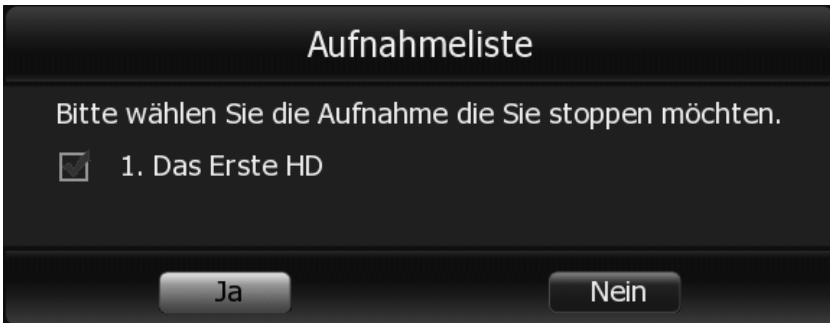 Aufnahmeliste
Bitte wählen Sie die Aufnahme die Sie stoppen möchten.
1. Das Erste HD
Ja
Nein